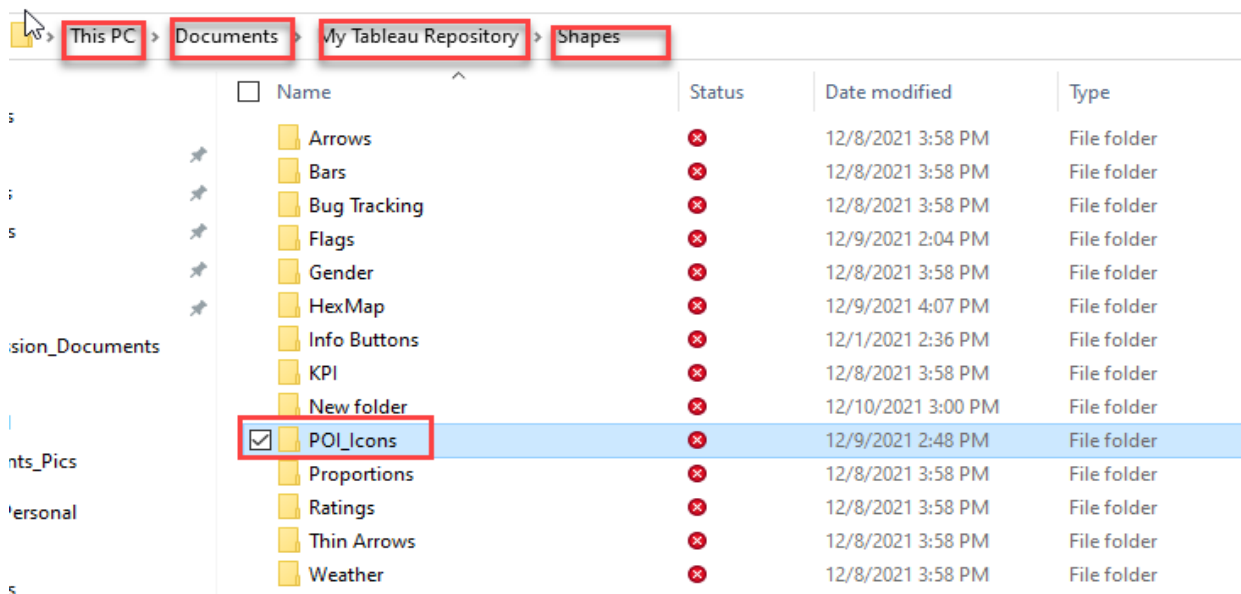 This PC > Documents > My Tableau Repository > Shapes
Name Status Date modified Type
Arrows 12/8/2021 3:58 PM File folder
Bars 12/8/2021 3:58 PM File folder
Bug Tracking 12/8/2021 3:58 PM File folder
Flags 12/9/2021 2:04 PM File folder
Gender 12/8/2021 3:58 PM File folder
HexMap 12/9/2021 4:07 PM File folder
Info Buttons 12/1/2021 2:36 PM File folder
ssion_Documents
KPI 12/8/2021 3:58 PM File folder
New folder 12/10/2021 3:00 PM File folder
POI_Icons 12/9/2021 2:48 PM File folder
nts_Pics
Proportions 12/8/2021 3:58 PM File folder
Ratings 12/8/2021 3:58 PM File folder
Personal
Thin Arrows 12/8/2021 3:58 PM File folder
Weather 12/8/2021 3:58 PM File folder